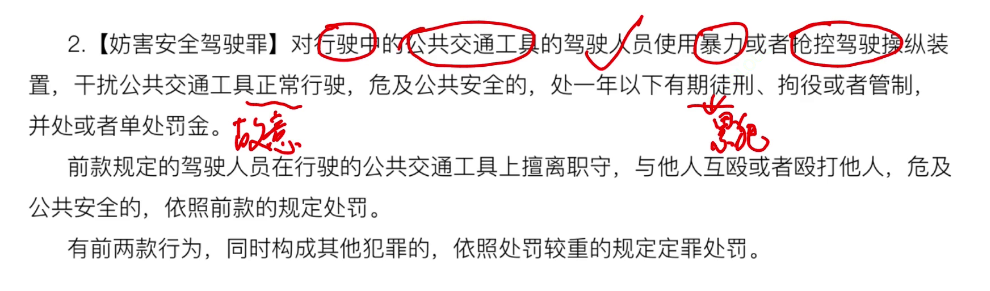 2.【妨害安全驾驶罪】对行驶中的公共交通工具的驾驶人员使用暴力或者抢控驾驶操纵装
置，干扰公共交通工具正常行驶，危及公共安全的，处一年以下有期徒刑、拘役或者管制，
并处或者单处罚金。
故意
累犯
前款规定的驾驶人员在行驶的公共交通工具上擅离职守，与他人互殴或者殴打他人，危及
公共安全的，依照前款的规定处罚。
有前两款行为，同时构成其他犯罪的，依照处罚较重的规定定罪处罚。